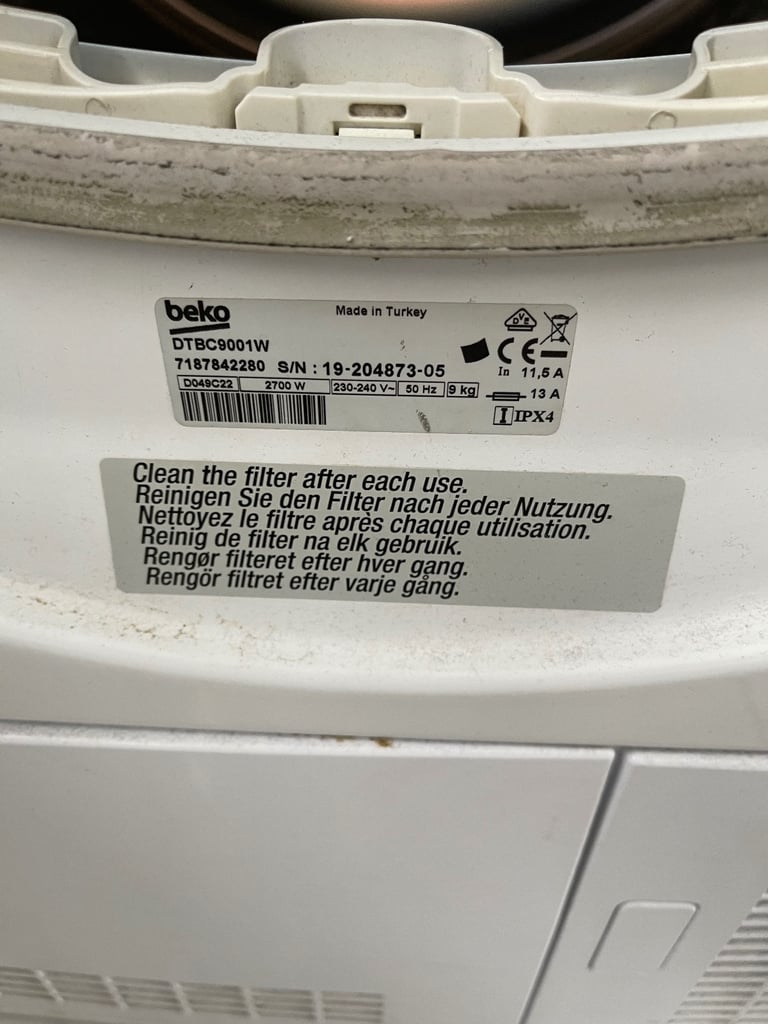 beko
Made in Turkey
DTBC9001W
7187842280 S/N : 19-204873-05
D049C22 2700 W 230-240 V~ 50 Hz 9 kg
DVE
CE
In 11,5 A
13 A
I IPX4
Clean the filter after each use.
Reinigen Sie den Filter nach jeder Nutzung.
Nettoyez le filtre après chaque utilisation.
Reinig de filter na elk gebruik.
Rengør filteret efter hver gang.
Rengör filtret efter varje gång.